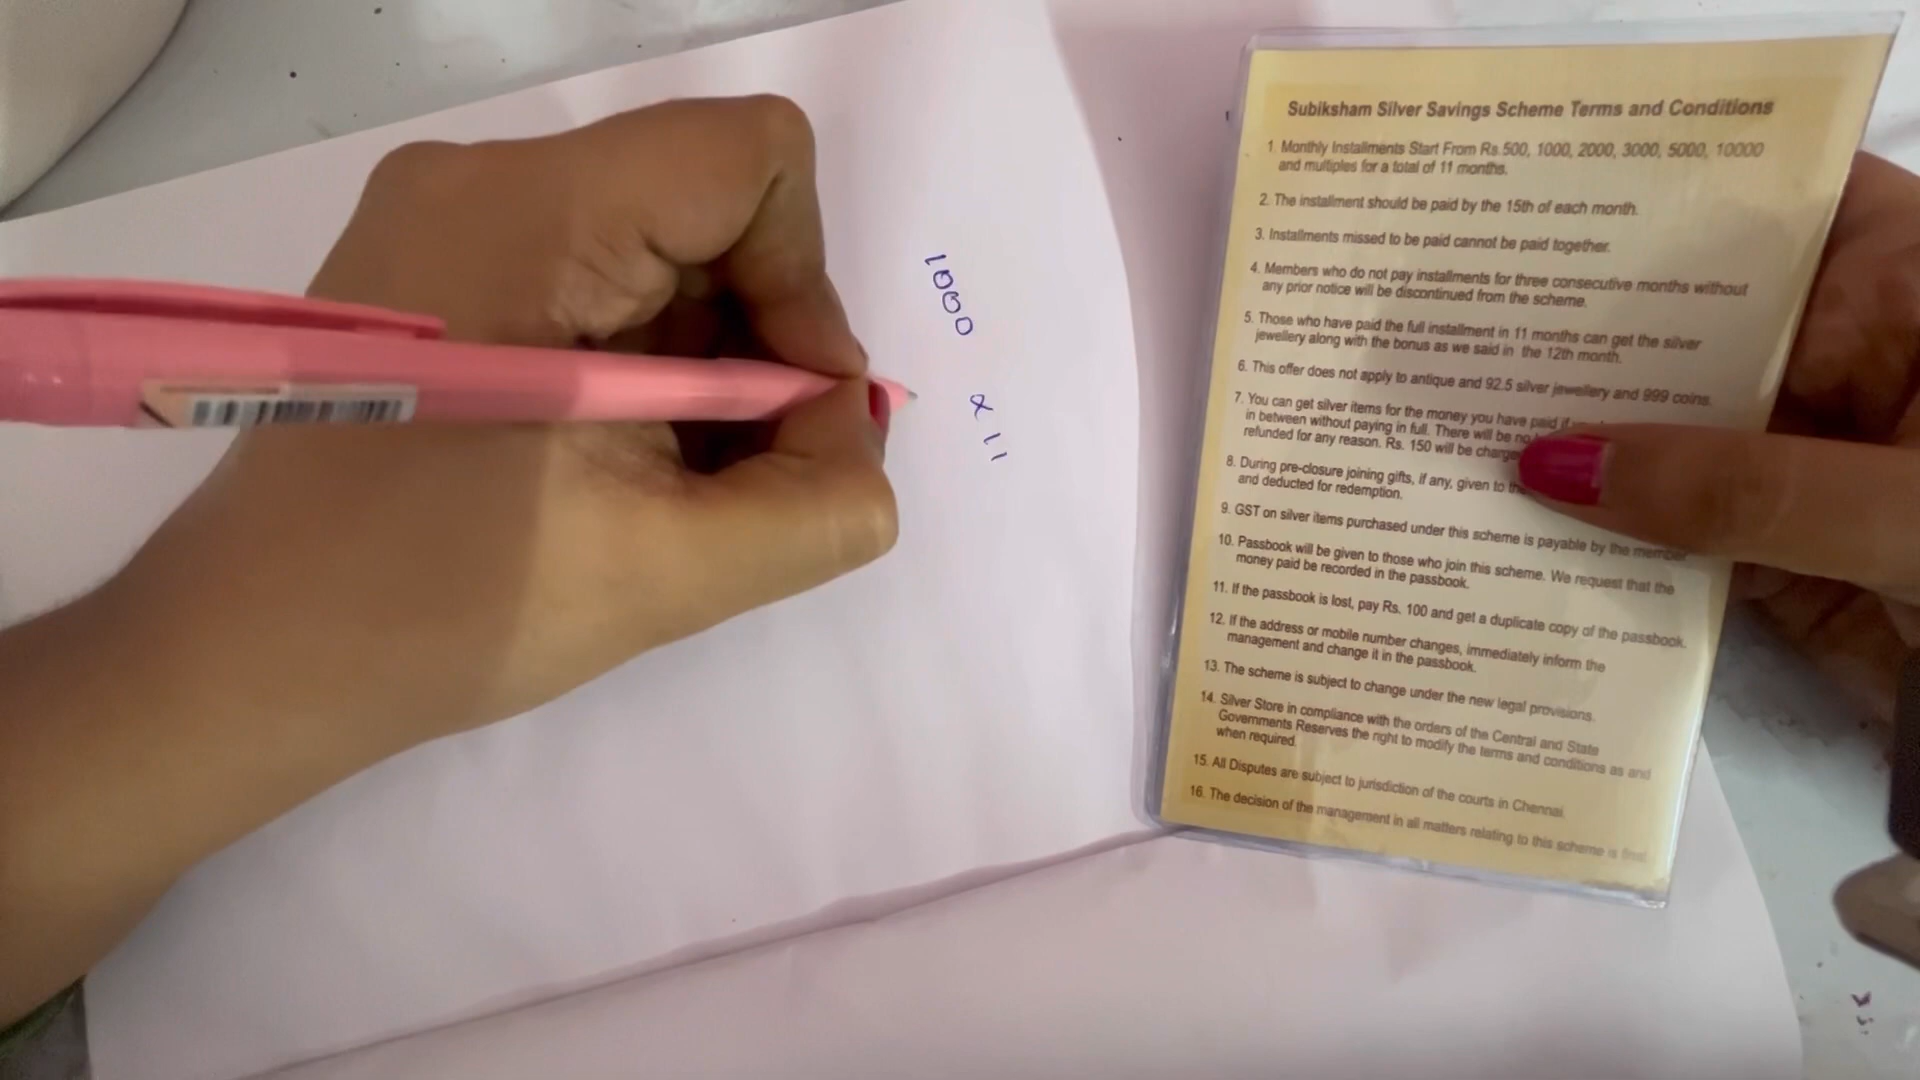 1000 x 11
Subiksham Silver Savings Scheme Terms and Conditions
1. Monthly Installments Start From Rs.500, 1000, 2000, 3000, 5000, 10000
and multiples for a total of 11 months.
2. The installment should be paid by the 15th of each month.
3. Installments missed to be paid cannot be paid together.
4. Members who do not pay installments for three consecutive months without
any prior notice will be discontinued from the scheme.
5. Those who have paid the full installment in 11 months can get the silver
jewellery along with the bonus as we said in the 12th month.
6. This offer does not apply to antique and 92.5 silver jewellery and 999 coins.
7. You can get silver items for the money you have paid
in between without paying in full. There will be no
refunded for any reason. Rs. 150 will be
8. During pre-closure joining gifts, if any, given to
and deducted for redemption.
9. GST on silver items purchased under this scheme is payable by the member
10. Passbook will be given to those who join this scheme. We request that the
money paid be recorded in the passbook.
11. If the passbook is lost, pay Rs. 100 and get a duplicate copy of the passbook.
12. If the address or mobile number changes, immediately inform the
management and change it in the passbook.
13. The scheme is subject to change under the new legal provisions.
14. Silver Store in compliance with the orders of the Central and State
Governments Reserves the right to modify the terms and conditions as and
when required.
15. All Disputes are subject to jurisdiction of the courts in Chennai.
16. The decision of the management in all matters relating to this scheme is final